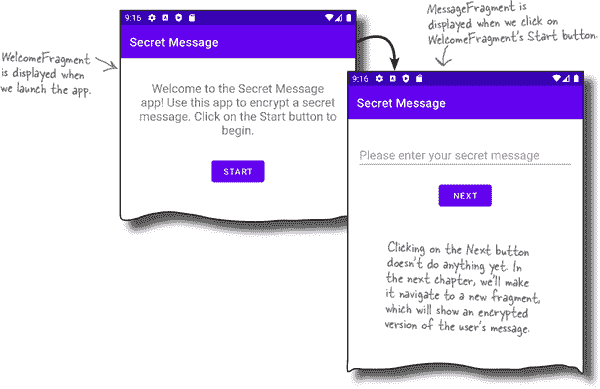 WelcomeFragment
is displayed when
we launch the app.
9:16
Secret Message
Welcome to the Secret Message
app! Use this app to encrypt a secret
message. Click on the Start button to
begin.
START
MessageFragment is
displayed when we click on
WelcomeFragment's Start button.
9:16
Secret Message
Please enter your secret message
NEXT
Clicking on the Next button
doesn't do anything yet. In
the next chapter, we'll make
it navigate to a new fragment,
which will show an encrypted
version of the user's message.